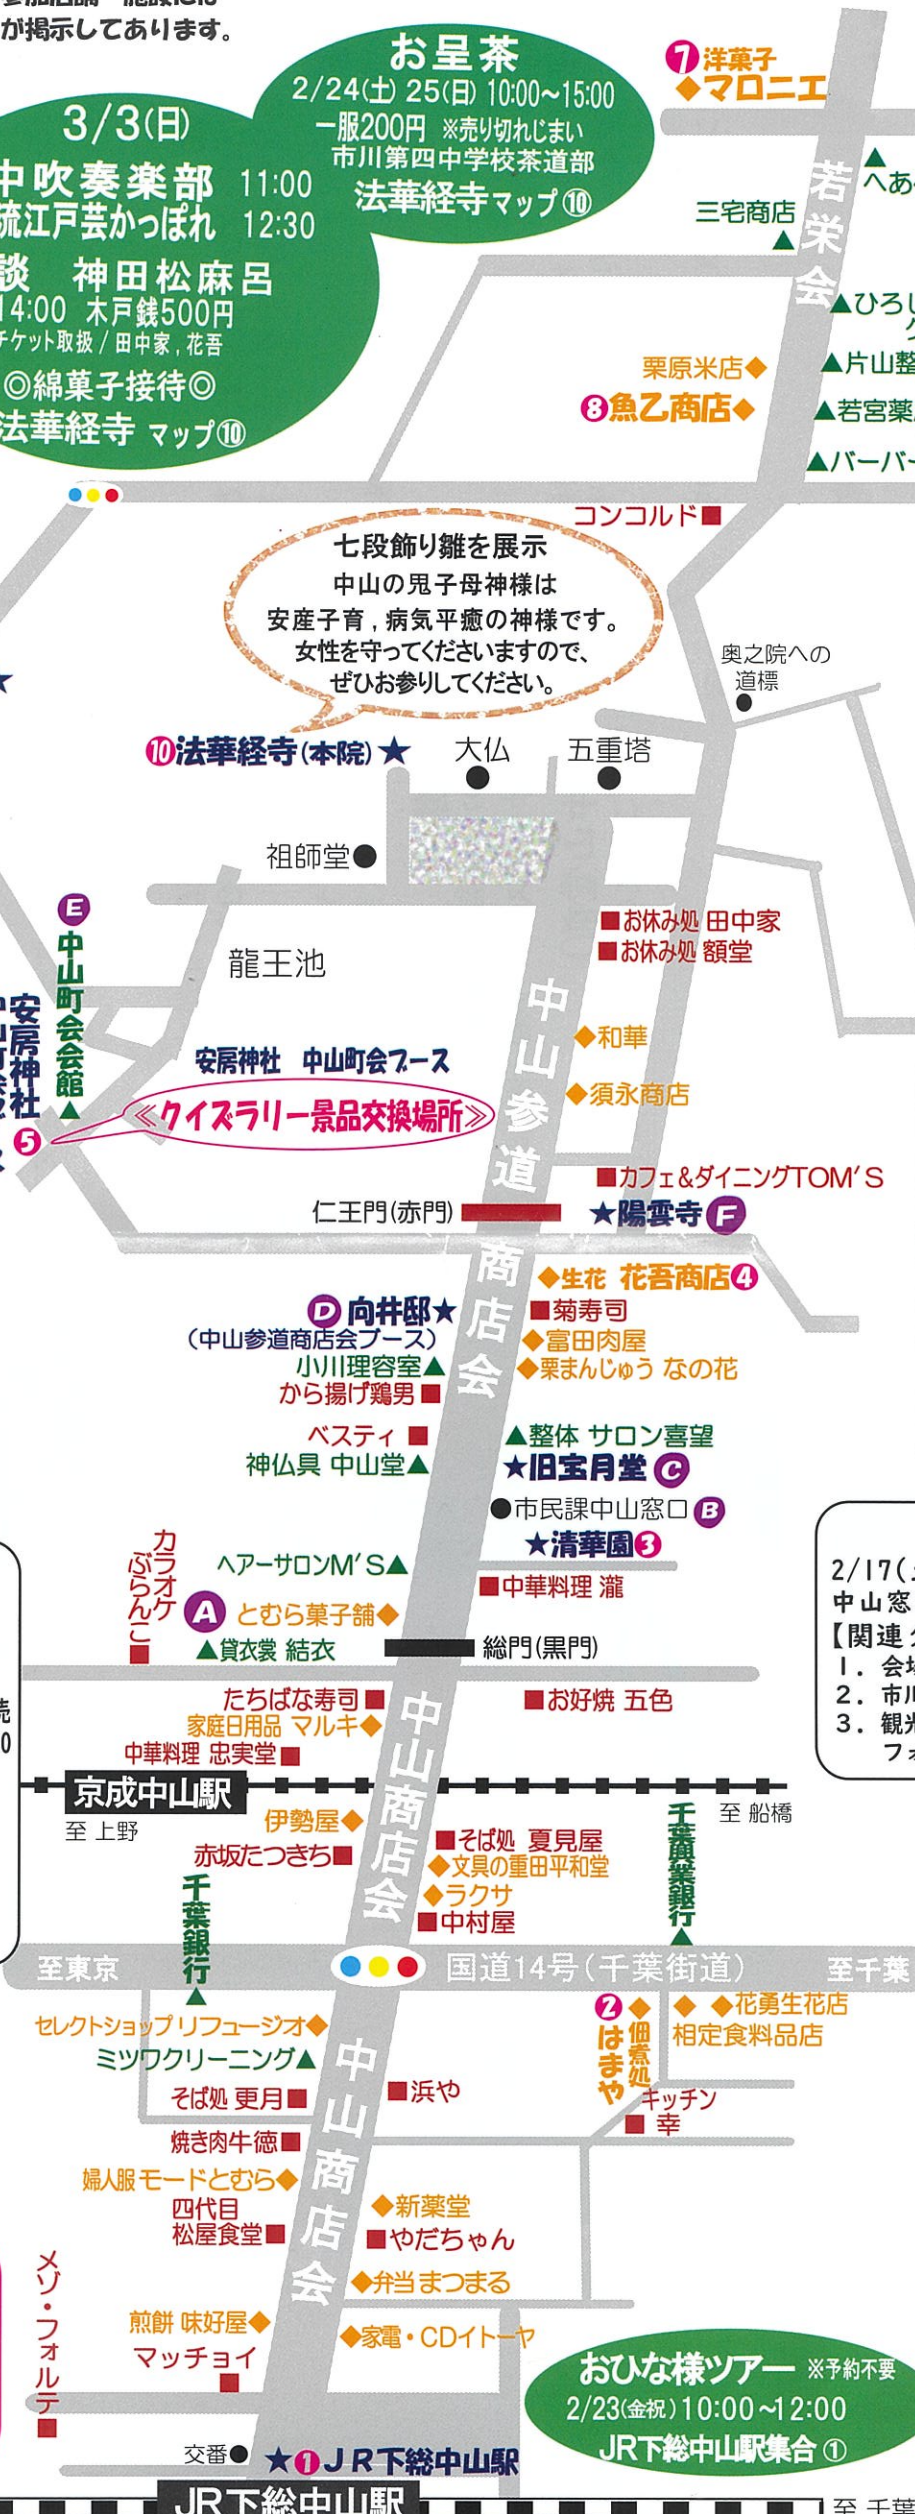 が掲示してあります。
お呈茶
2/24(土) 25(日) 10:00~15:00
一服200円 ※売り切れじまい
市川第四中学校茶道部
法華経寺マップ⑩
3/3(日)
中吹奏楽部 11:00
流江戸芸かっぽれ 12:30
談 神田松麻呂
14:00 木戸銭500円
チケット取扱/田中家,花吾
◎綿菓子接待◎
法華経寺 マップ⑩
❼洋菓子
◆マロニエ
若栄会
▲
へあ
三宅商店
▲
▲ひろし
▲片山整
栗原米店◆
❽魚乙商店◆
▲若宮薬
▲バーバー
コンコルド■
七段飾り雛を展示
中山の鬼子母神様は
安産子育,病気平癒の神様です。
女性を守ってくださいますので、
ぜひお参りしてください。
奥之院への
道標
●
★
❿法華経寺(本院)★
大仏
●
五重塔
●
祖師堂●
E
中山町会会館▲
龍王池
■お休み処 田中家
■お休み処 額堂
中山参道商店会
◆和華
◆須永商店
安房神社
❺
安房神社 中山町会ブース
≪クイズラリー景品交換場所≫
■カフェ&ダイニングTOM'S
仁王門(赤門)
★陽雲寺 F
◆生花 花吾商店❹
D 向井邸★
(中山参道商店会ブース)
■菊寿司
小川理容室▲
◆富田肉屋
から揚げ鶏男■
◆栗まんじゅう なの花
ベスティ■
▲整体 サロン喜望
神仏具 中山堂▲
★旧宝月堂 C
●市民課中山窓口 B
★清華園❸
カラオケ
ぶらんこ
■
ヘアーサロンM'S▲
■中華料理 瀧
A とむら菓子舗◆
▲貸衣裳 結衣
総門(黒門)
2/17(土
中山窓
【関連
1. 会場
2. 市川
3. 観光
フォ
たちばな寿司■
■お好焼 五色
家庭日用品 マルキ◆
中華料理 忠実堂■
中山商店会
売
0
京成中山駅
至 上野
至 船橋
伊勢屋◆
赤坂たつきち■
■そば処 夏見屋
◆文具の重田平和堂
◆ラクサ
■中村屋
千葉銀行
▲
千葉興業銀行
▲
至東京
国道14号(千葉街道)
至千葉
セレクトショップ リフュージオ◆
ミツワクリーニング▲
そば処 更月■
中山商店会
■浜や
❷◆佃煮処
はまや
◆ ◆花勇生花店
相定食料品店
キッチン
■ 幸
焼き肉牛徳■
婦人服 モードとむら◆
四代目
松屋食堂■
◆新薬堂
■やだちゃん
◆弁当 まつまる
メゾ・フォルテ■
煎餅 味好屋◆
◆家電・CDイトーヤ
マッチョイ
■
おひな様ツアー ※予約不要
2/23(金祝)10:00~12:00
JR下総中山駅集合①
交番●
★❶JR下総中山駅
JR下総中山駅
至 千葉